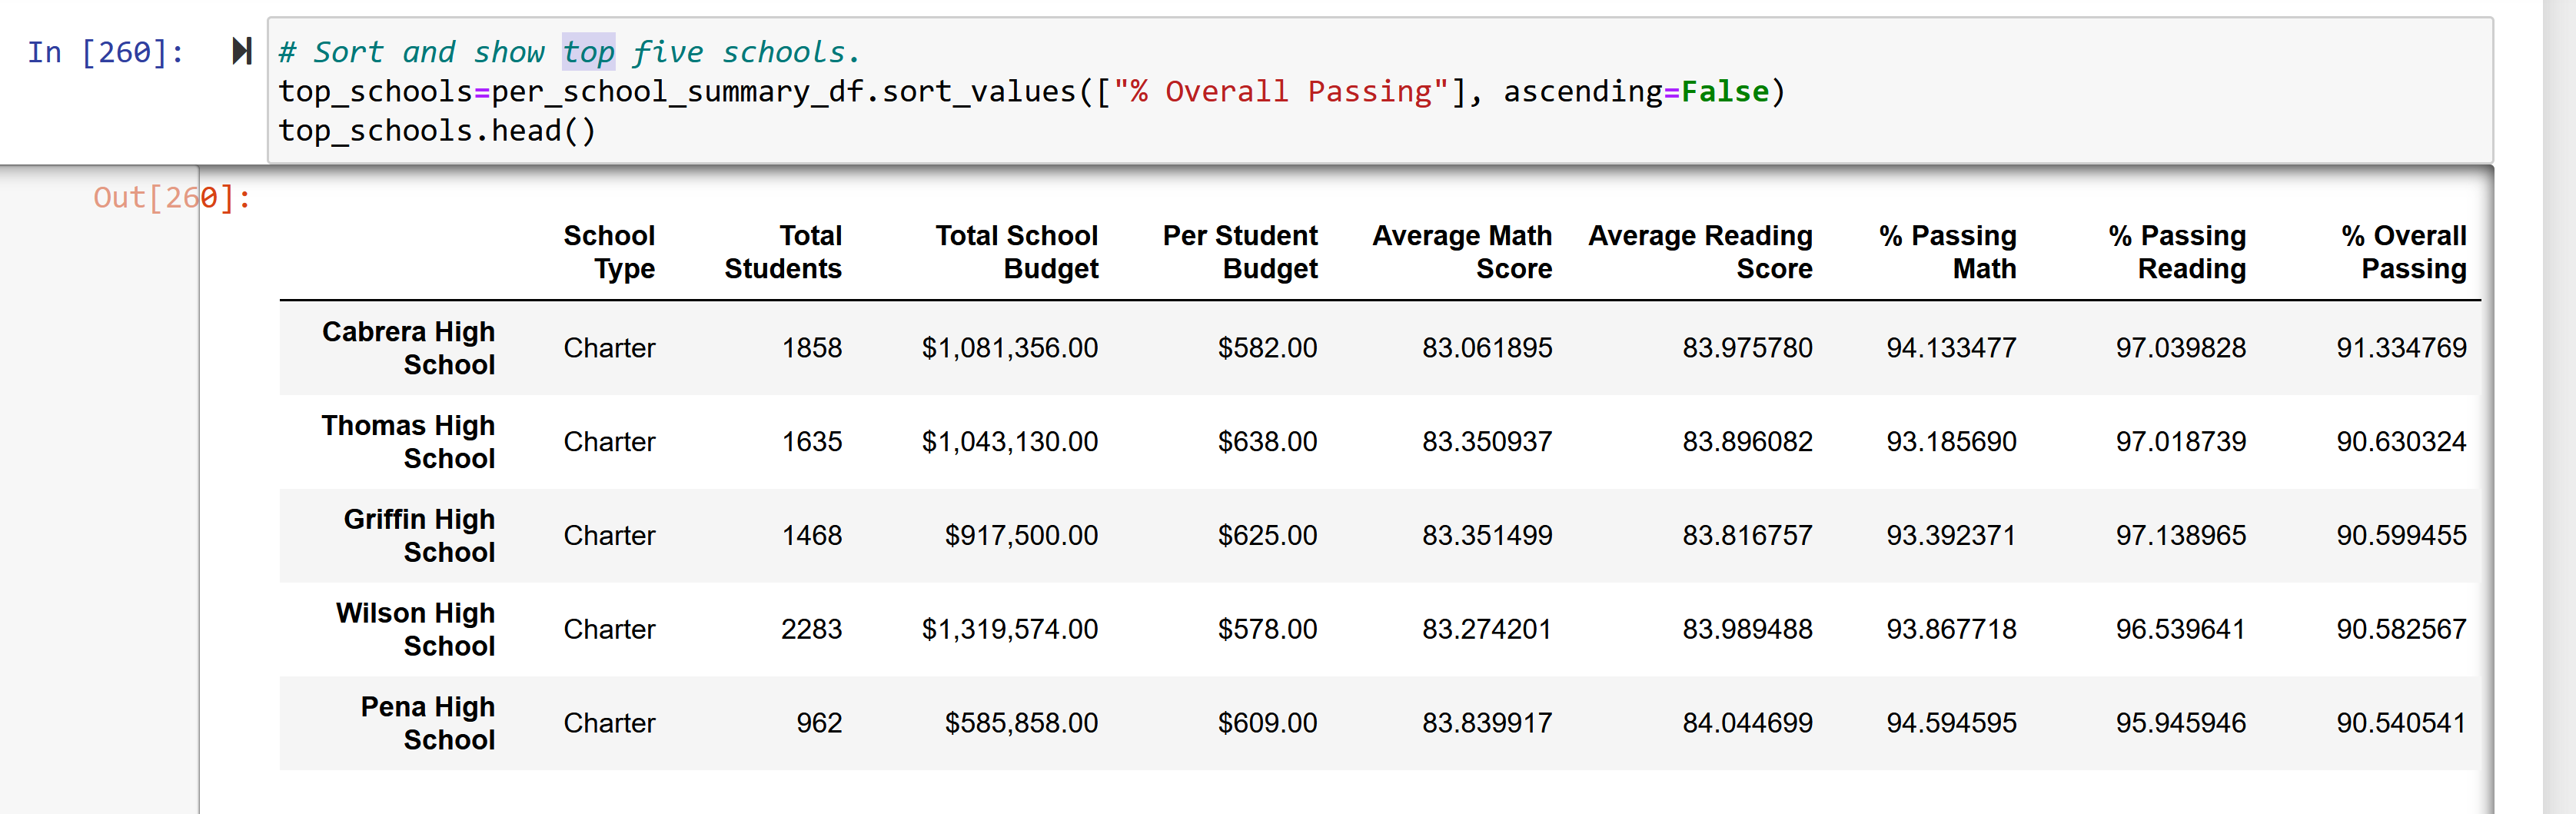 In [260]:
# Sort and show top five schools.
top_schools=per_school_summary_df.sort_values(["% Overall Passing"], ascending=False)
top_schools.head()
Out[260]:
School Type Total Students Total School Budget Per Student Budget Average Math Score Average Reading Score % Passing Math % Passing Reading % Overall Passing
Cabrera High School Charter 1858 $1,081,356.00 $582.00 83.061895 83.975780 94.133477 97.039828 91.334769
Thomas High School Charter 1635 $1,043,130.00 $638.00 83.350937 83.896082 93.185690 97.018739 90.630324
Griffin High School Charter 1468 $917,500.00 $625.00 83.351499 83.816757 93.392371 97.138965 90.599455
Wilson High School Charter 2283 $1,319,574.00 $578.00 83.274201 83.989488 93.867718 96.539641 90.582567
Pena High School Charter 962 $585,858.00 $609.00 83.839917 84.044699 94.594595 95.945946 90.540541